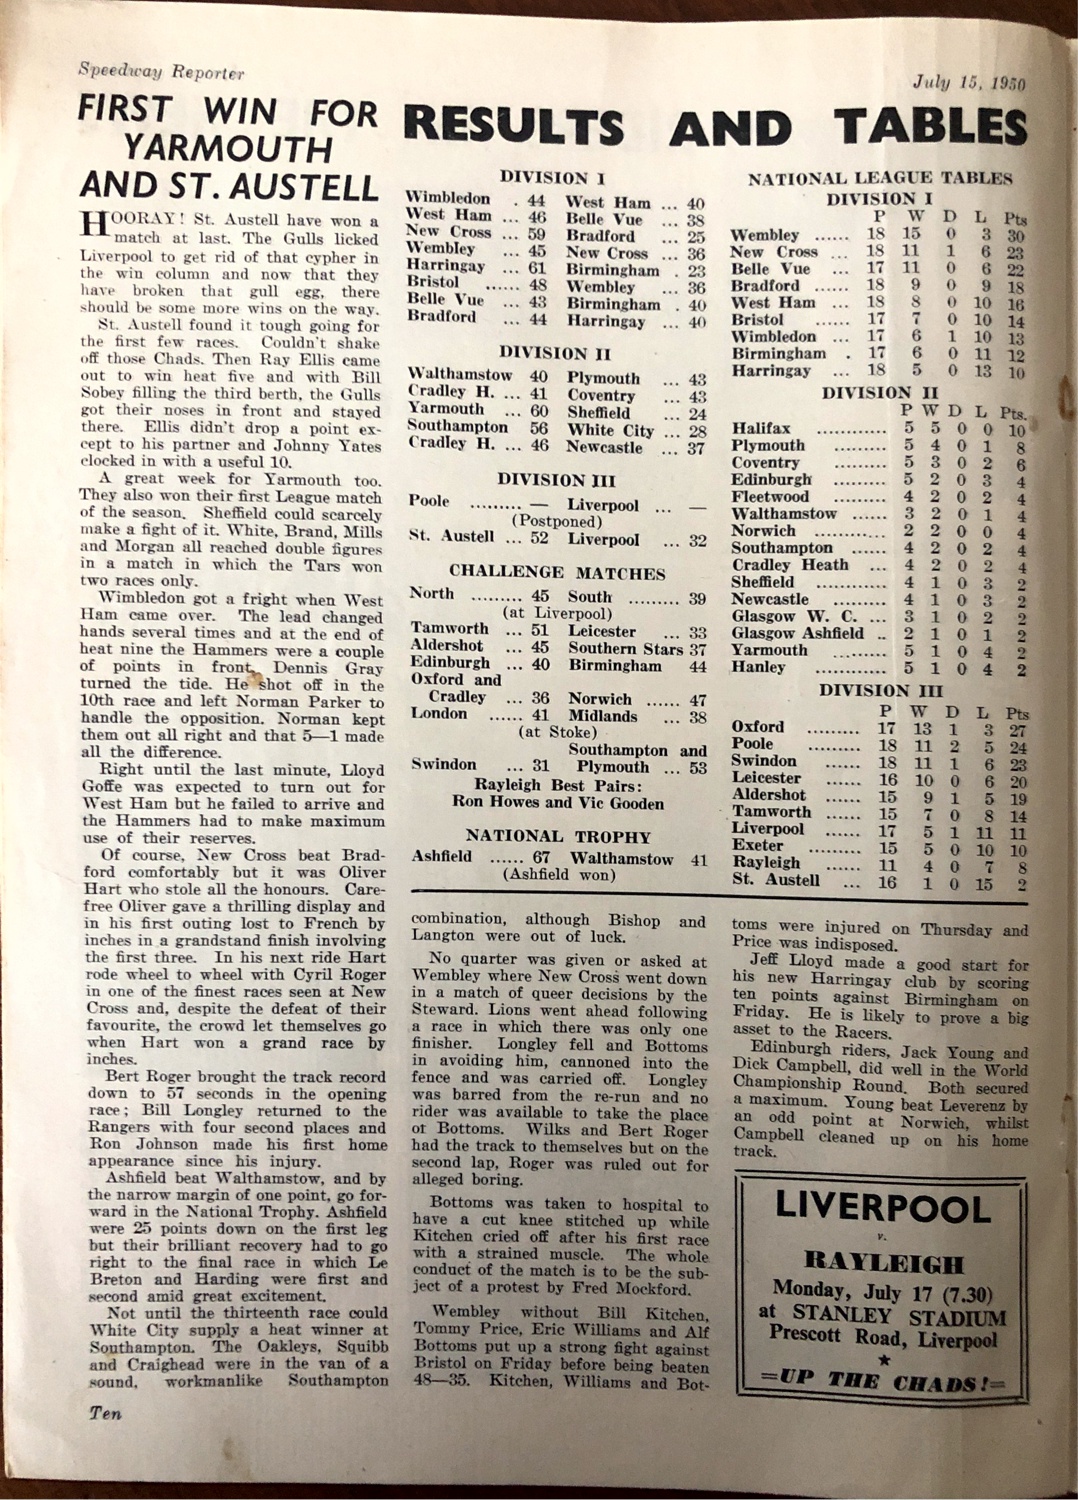 Speedway Reporter
July 15, 1950
FIRST WIN FOR
YARMOUTH
AND ST. AUSTELL
HOORAY! St. Austell have won a
match at last. The Gulls licked
Liverpool to get rid of that cypher in
the win column and now that they
have broken that gull egg, there
should be some more wins on the way.
St. Austell found it tough going for
the first few races. Couldn't shake
off those Chads. Then Ray Ellis came
out to win heat five and with Bill
Sobey filling the third berth, the Gulls
got their noses in front and stayed
there. Ellis didn't drop a point ex-
cept to his partner and Johnny Yates
clocked in with a useful 10.
A great week for Yarmouth too.
They also won their first League match
of the season. Sheffield could scarcely
make a fight of it. White, Brand, Mills
and Morgan all reached double figures
in a match in which the Tars won
two races only.
Wimbledon got a fright when West
Ham came over. The lead changed
hands several times and at the end of
heat nine the Hammers were a couple
of points in front. Dennis Gray
turned the tide. He shot off in the
10th race and left Norman Parker to
handle the opposition. Norman kept
them out all right and that 5—1 made
all the difference.
Right until the last minute, Lloyd
Goffe was expected to turn out for
West Ham but he failed to arrive and
the Hammers had to make maximum
use of their reserves.
Of course, New Cross beat Brad-
ford comfortably but it was Oliver
Hart who stole all the honours. Care-
free Oliver gave a thrilling display and
in his first outing lost to French by
inches in a grandstand finish involving
the first three. In his next ride Hart
rode wheel to wheel with Cyril Roger
in one of the finest races seen at New
Cross and, despite the defeat of their
favourite, the crowd let themselves go
when Hart won a grand race by
inches.
Bert Roger brought the track record
down to 57 seconds in the opening
race; Bill Longley returned to the
Rangers with four second places and
Ron Johnson made his first home
appearance since his injury.
Ashfield beat Walthamstow, and by
the narrow margin of one point, go for-
ward in the National Trophy. Ashfield
were 25 points down on the first leg
but their brilliant recovery had to go
right to the final race in which Le
Breton and Harding were first and
second amid great excitement.
Not until the thirteenth race could
White City supply a heat winner at
Southampton. The Oakleys, Squibb
and Craighead were in the van of a
sound, workmanlike Southampton
Ten
RESULTS AND TABLES
DIVISION I
Wimbledon . 44 West Ham ... 40
West Ham ... 46 Belle Vue ... 38
New Cross ... 59 Bradford ... 25
Wembley ... 45 New Cross ... 36
Harringay ... 61 Birmingham . 23
Bristol ...... 48 Wembley ... 36
Belle Vue ... 43 Birmingham . 40
Bradford ... 44 Harringay ... 40
DIVISION II
Walthamstow 40 Plymouth ... 43
Cradley H. ... 41 Coventry ... 43
Yarmouth ... 60 Sheffield ... 24
Southampton 56 White City ... 28
Cradley H. ... 46 Newcastle ... 37
DIVISION III
Poole ......... — Liverpool ... —
(Postponed)
St. Austell ... 52 Liverpool ... 32
CHALLENGE MATCHES
North ......... 45 South ......... 39
(at Liverpool)
Tamworth ... 51 Leicester ... 33
Aldershot ... 45 Southern Stars 37
Edinburgh ... 40 Birmingham 44
Oxford and
Cradley ... 36 Norwich ...... 47
London ...... 41 Midlands ... 38
(at Stoke)
Southampton and
Swindon ... 31 Plymouth ... 53
Rayleigh Best Pairs:
Ron Howes and Vic Gooden
NATIONAL TROPHY
Ashfield ...... 67 Walthamstow 41
(Ashfield won)
NATIONAL LEAGUE TABLES
DIVISION I
P W D L Pts
Wembley ...... 18 15 0 3 30
New Cross ... 18 11 1 6 23
Belle Vue ... 17 11 0 6 22
Bradford ...... 18 9 0 9 18
West Ham ... 18 8 0 10 16
Bristol ...... 17 7 0 10 14
Wimbledon ... 17 6 1 10 13
Birmingham . 17 6 0 11 12
Harringay ... 18 5 0 13 10
DIVISION II
P W D L Pts.
Halifax ............ 5 5 0 0 10
Plymouth ......... 5 4 0 1 8
Coventry ......... 5 3 0 2 6
Edinburgh ......... 5 2 0 3 4
Fleetwood ......... 4 2 0 2 4
Walthamstow ...... 3 2 0 1 4
Norwich ............ 2 2 0 0 4
Southampton ...... 4 2 0 2 4
Cradley Heath ... 4 2 0 2 4
Sheffield ............ 4 1 0 3 2
Newcastle ......... 4 1 0 3 2
Glasgow W. C. ... 3 1 0 2 2
Glasgow Ashfield .. 2 1 0 1 2
Yarmouth ......... 5 1 0 4 2
Hanley ............ 5 1 0 4 2
DIVISION III
P W D L Pts
Oxford ......... 17 13 1 3 27
Poole ......... 18 11 2 5 24
Swindon ...... 18 11 1 6 23
Leicester ...... 16 10 0 6 20
Aldershot ...... 15 9 1 5 19
Tamworth ...... 15 7 0 8 14
Liverpool ...... 17 5 1 11 11
Exeter ......... 15 5 0 10 10
Rayleigh ...... 11 4 0 7 8
St. Austell ... 16 1 0 15 2
combination, although Bishop and
Langton were out of luck.
No quarter was given or asked at
Wembley where New Cross went down
in a match of queer decisions by the
Steward. Lions went ahead following
a race in which there was only one
finisher. Longley fell and Bottoms
in avoiding him, cannoned into the
fence and was carried off. Longley
was barred from the re-run and no
rider was available to take the place
of Bottoms. Wilks and Bert Roger
had the track to themselves but on the
second lap, Roger was ruled out for
alleged boring.
Bottoms was taken to hospital to
have a cut knee stitched up while
Kitchen cried off after his first race
with a strained muscle. The whole
conduct of the match is to be the sub-
ject of a protest by Fred Mockford.
Wembley without Bill Kitchen,
Tommy Price, Eric Williams and Alf
Bottoms put up a strong fight against
Bristol on Friday before being beaten
48—35. Kitchen, Williams and Bot-
toms were injured on Thursday and
Price was indisposed.
Jeff Lloyd made a good start for
his new Harringay club by scoring
ten points against Birmingham on
Friday. He is likely to prove a big
asset to the Racers.
Edinburgh riders, Jack Young and
Dick Campbell, did well in the World
Championship Round. Both secured
a maximum. Young beat Leverenz by
an odd point at Norwich, whilst
Campbell cleaned up on his home
track.
LIVERPOOL
v.
RAYLEIGH
Monday, July 17 (7.30)
at STANLEY STADIUM
Prescott Road, Liverpool
★
=UP THE CHADS!=